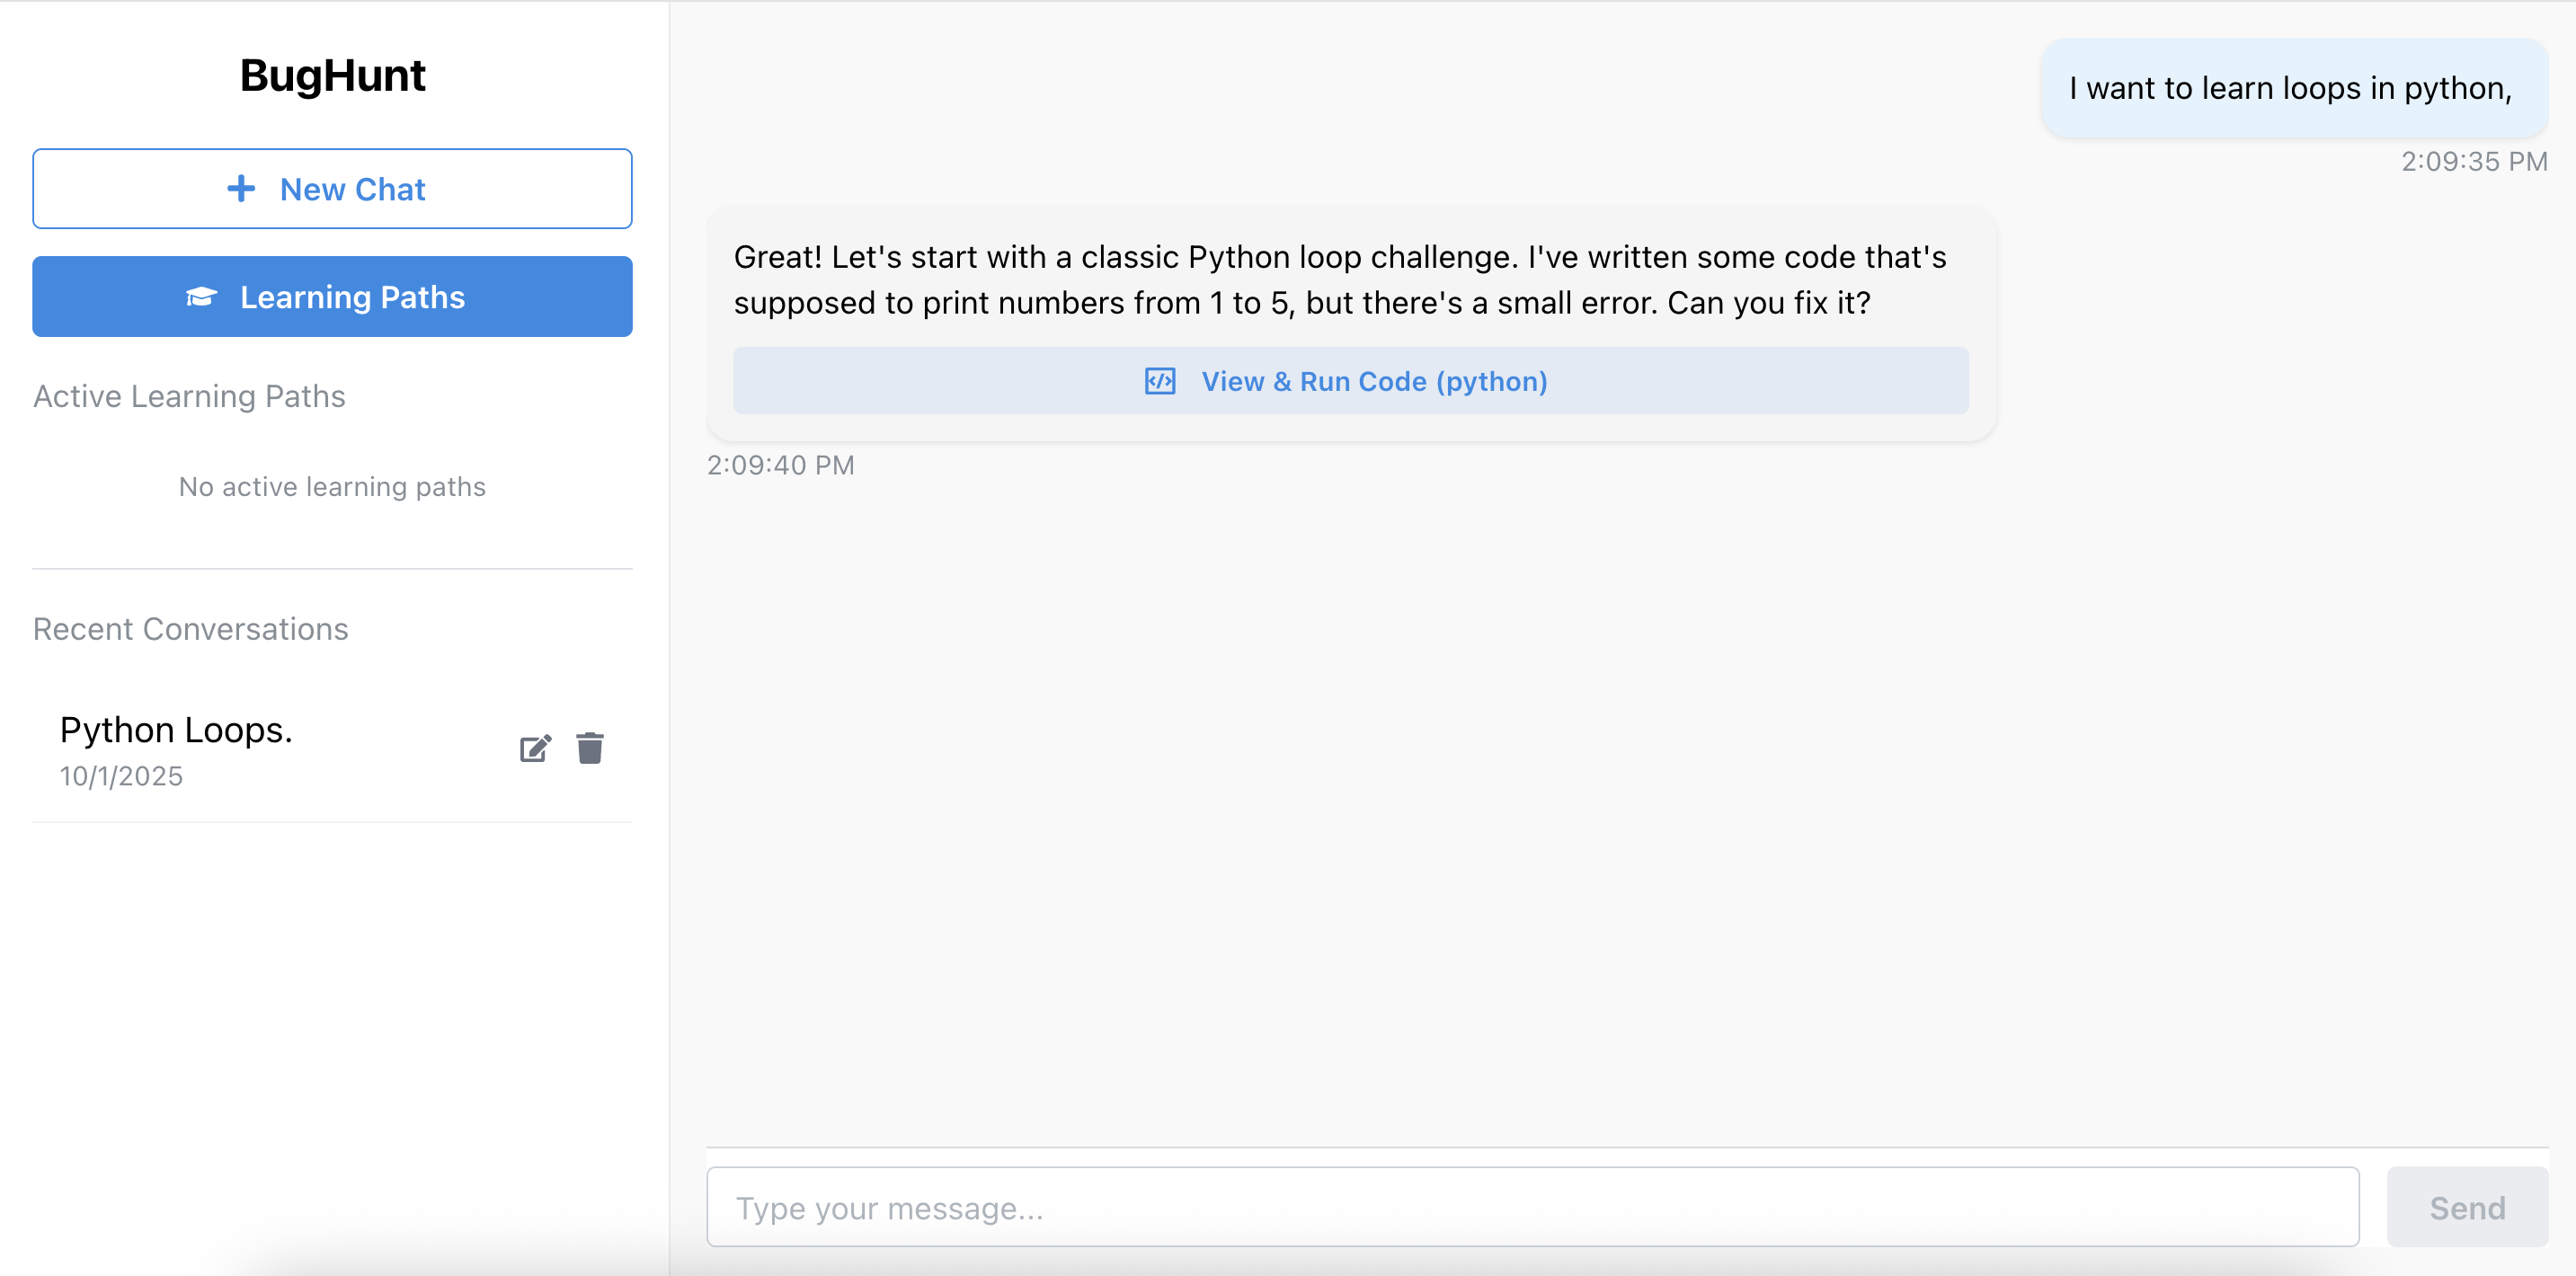 BugHunt
New Chat
Learning Paths
Active Learning Paths
No active learning paths
Recent Conversations
Python Loops.
10/1/2025
I want to learn loops in python,
2:09:35 PM
Great! Let's start with a classic Python loop challenge. I've written some code that's
supposed to print numbers from 1 to 5, but there's a small error. Can you fix it?
View & Run Code (python)
2:09:40 PM
Type your message...
Send